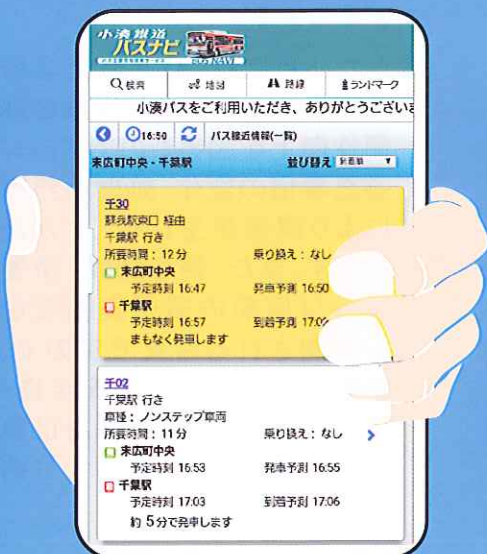 小湊鐵道
バスナビ
BUS NAVI
検索 地図 路線 ランドマーク
小湊バスをご利用いただき、ありがとうござい
16:50 バス接近情報(一覧)
末広町中央 - 千葉駅 並び替え
千30
蘇我駅東口 経由
千葉駅 行き
所要時間: 12分 乗り換え: なし
末広町中央
予定時刻 16:47 発車予測 16:50
千葉駅
予定時刻 16:57 到着予測 17:02
まもなく発車します
千02
千葉駅 行き
車種: ノンステップ車両
所要時間: 11分 乗り換え: なし
末広町中央
予定時刻 16:53 発車予測 16:55
千葉駅
予定時刻 17:03 到着予測 17:06
約 5分で発車します